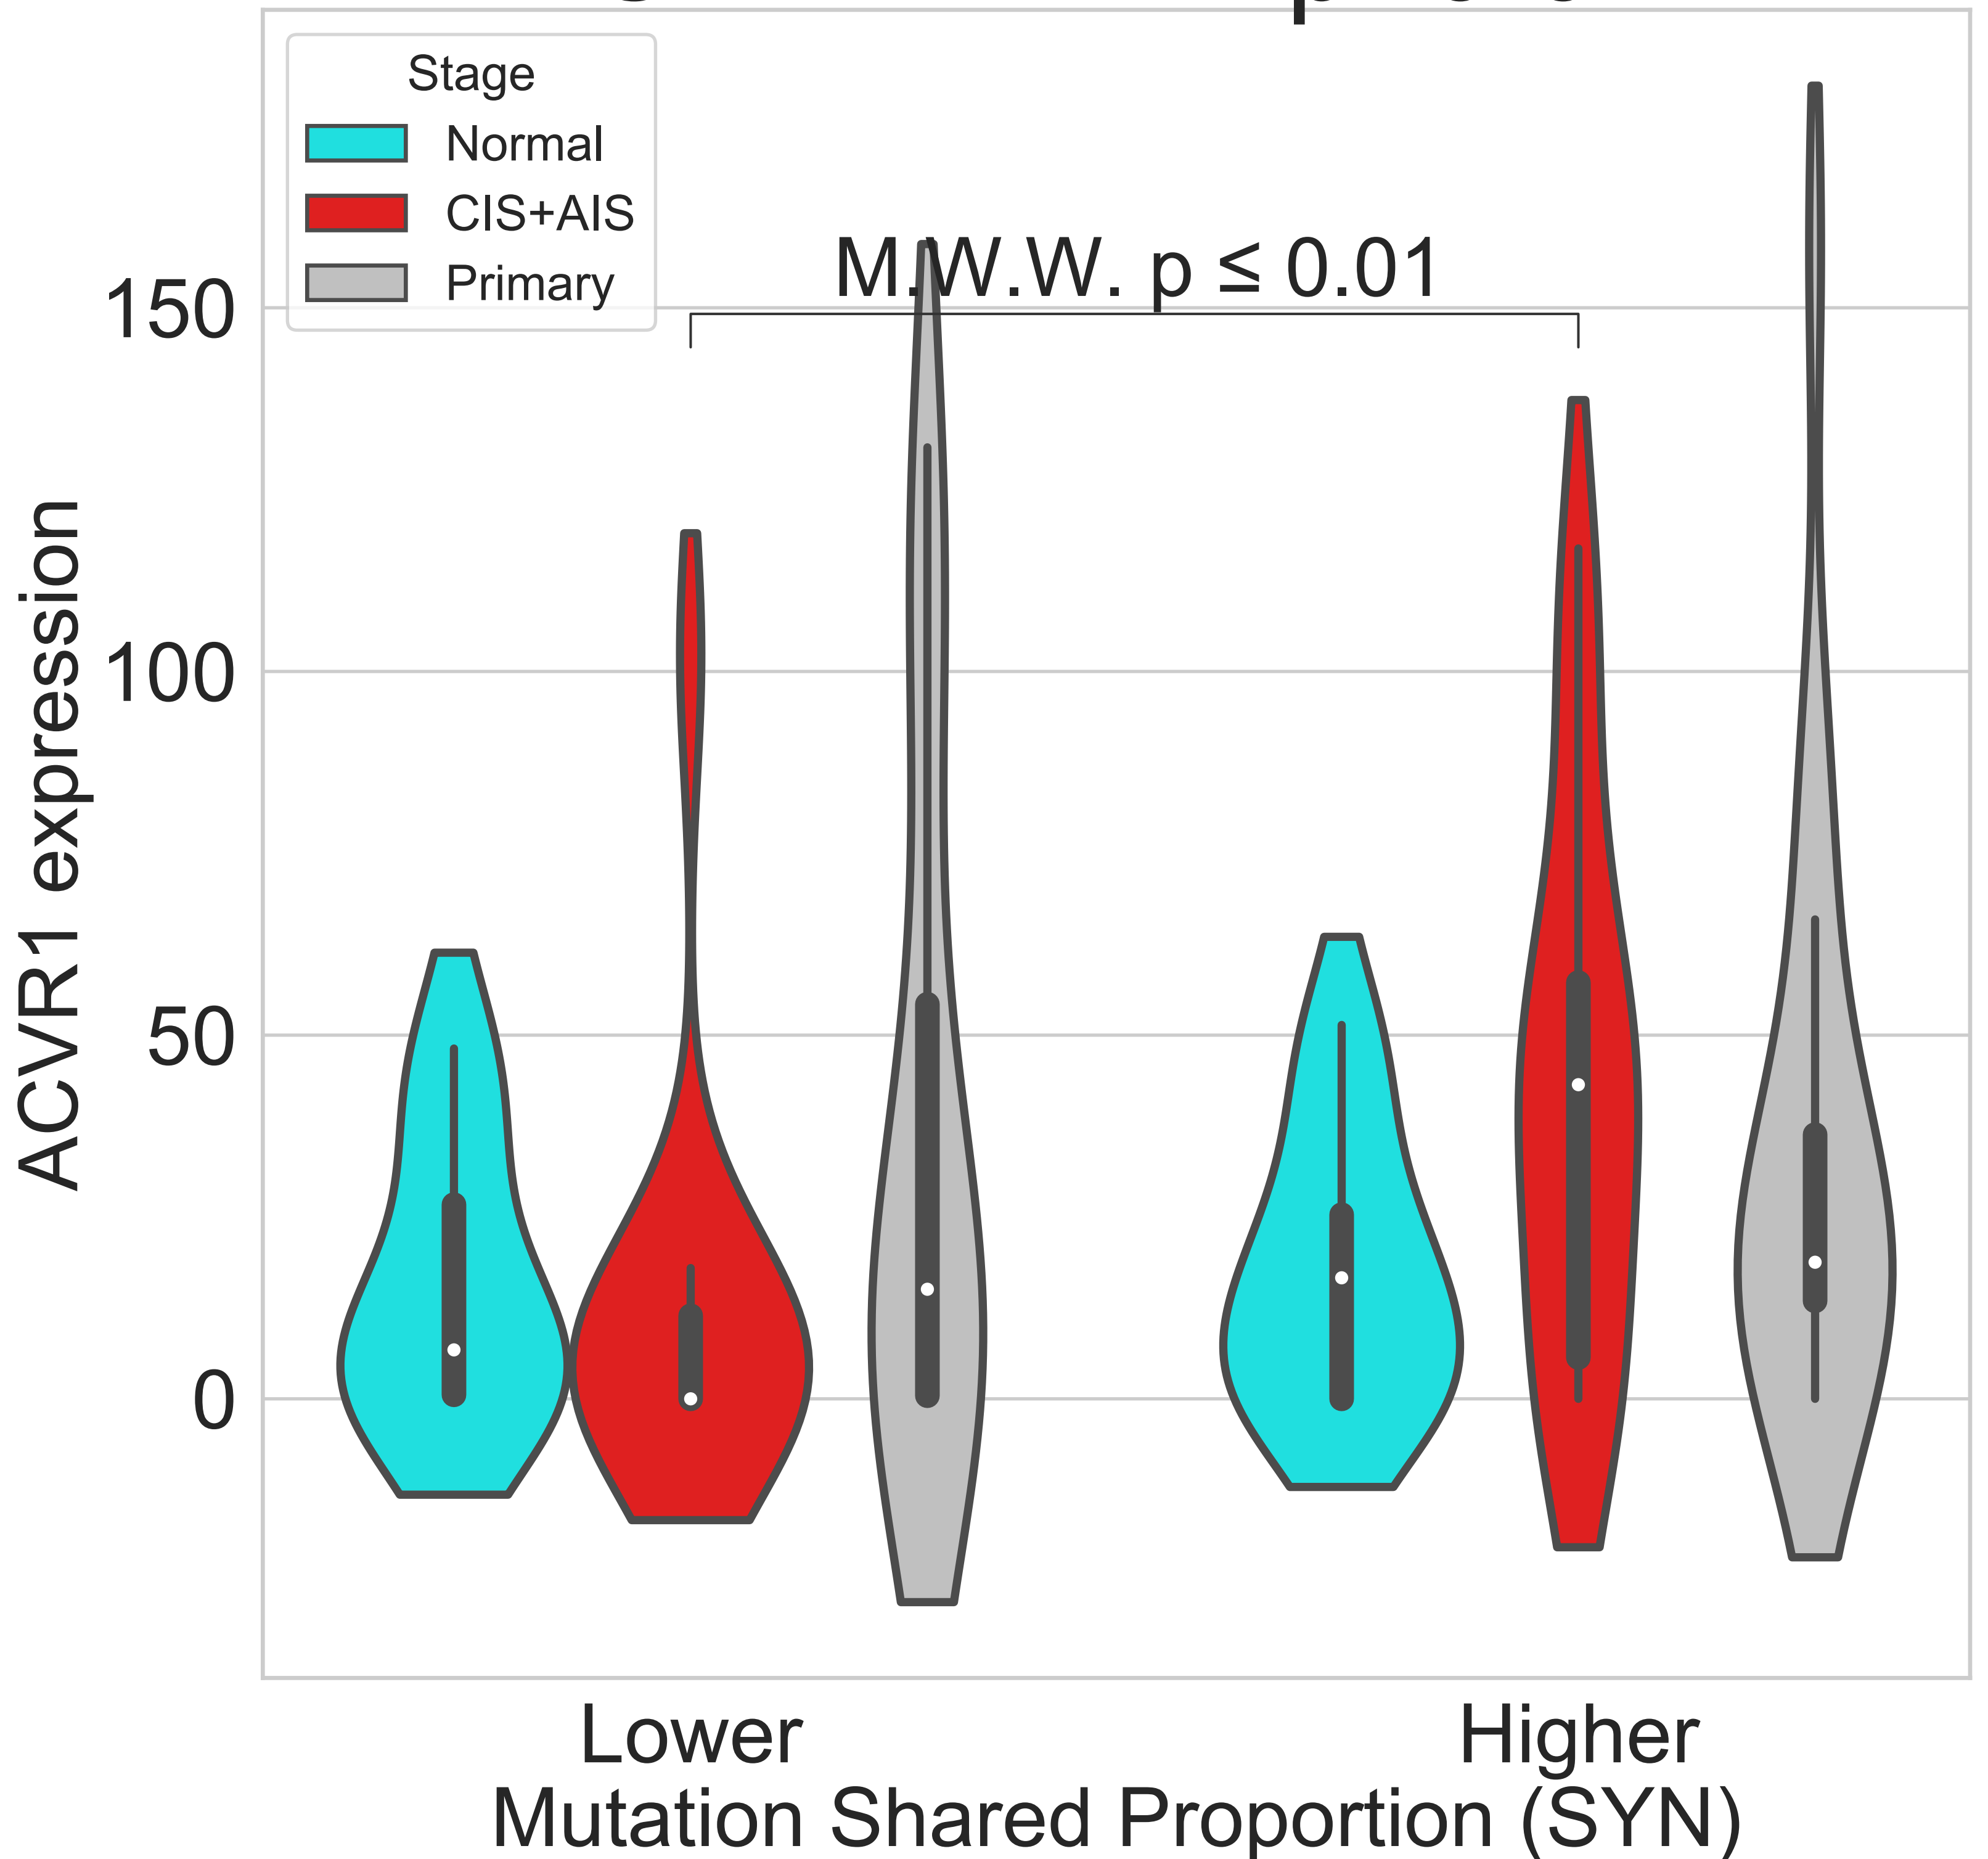 Stage
Normal
CIS+AIS
Primary
M.W.W. p ≤ 0.01
150
100
50
0
ACVR1 expression
Lower
Higher
Mutation Shared Proportion (SYN)